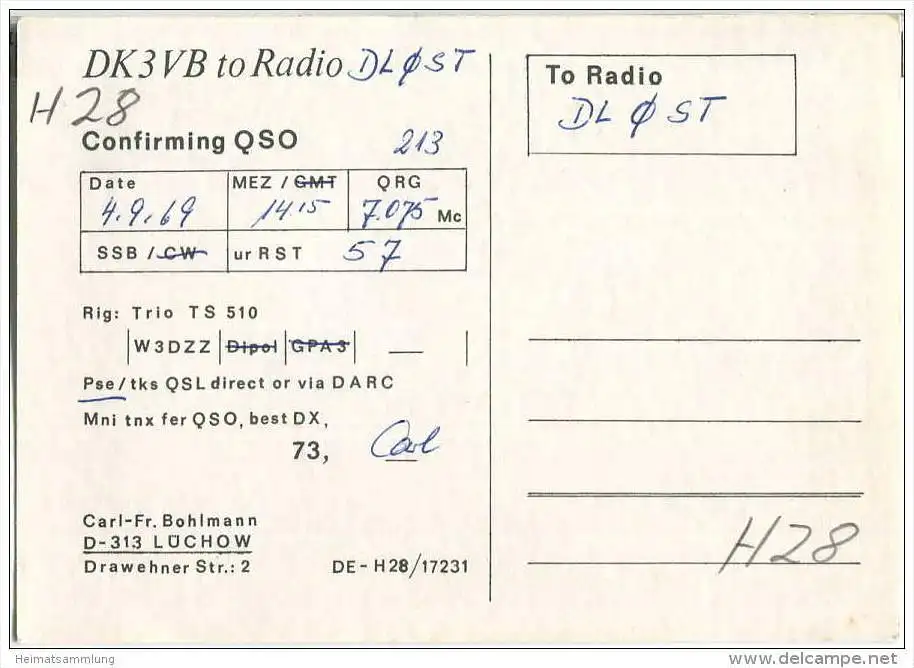 DK3VB to Radio DLØST
H28
Confirming QSO 213
Date MEZ / GMT QRG
4.9.69 14.15 7.075 Mc
SSB / CW ur RST 57
Rig: Trio TS 510
W3DZZ Dipol GPA3
Pse/tks QSL direct or via DARC
Mni tnx fer QSO, best DX,
73, Carl
Carl-Fr. Bohlmann
D-313 LÜCHOW
Drawehner Str.: 2 DE-H28/17231
To Radio
DLØST
H28
Heimatsammlung
delcampe.net